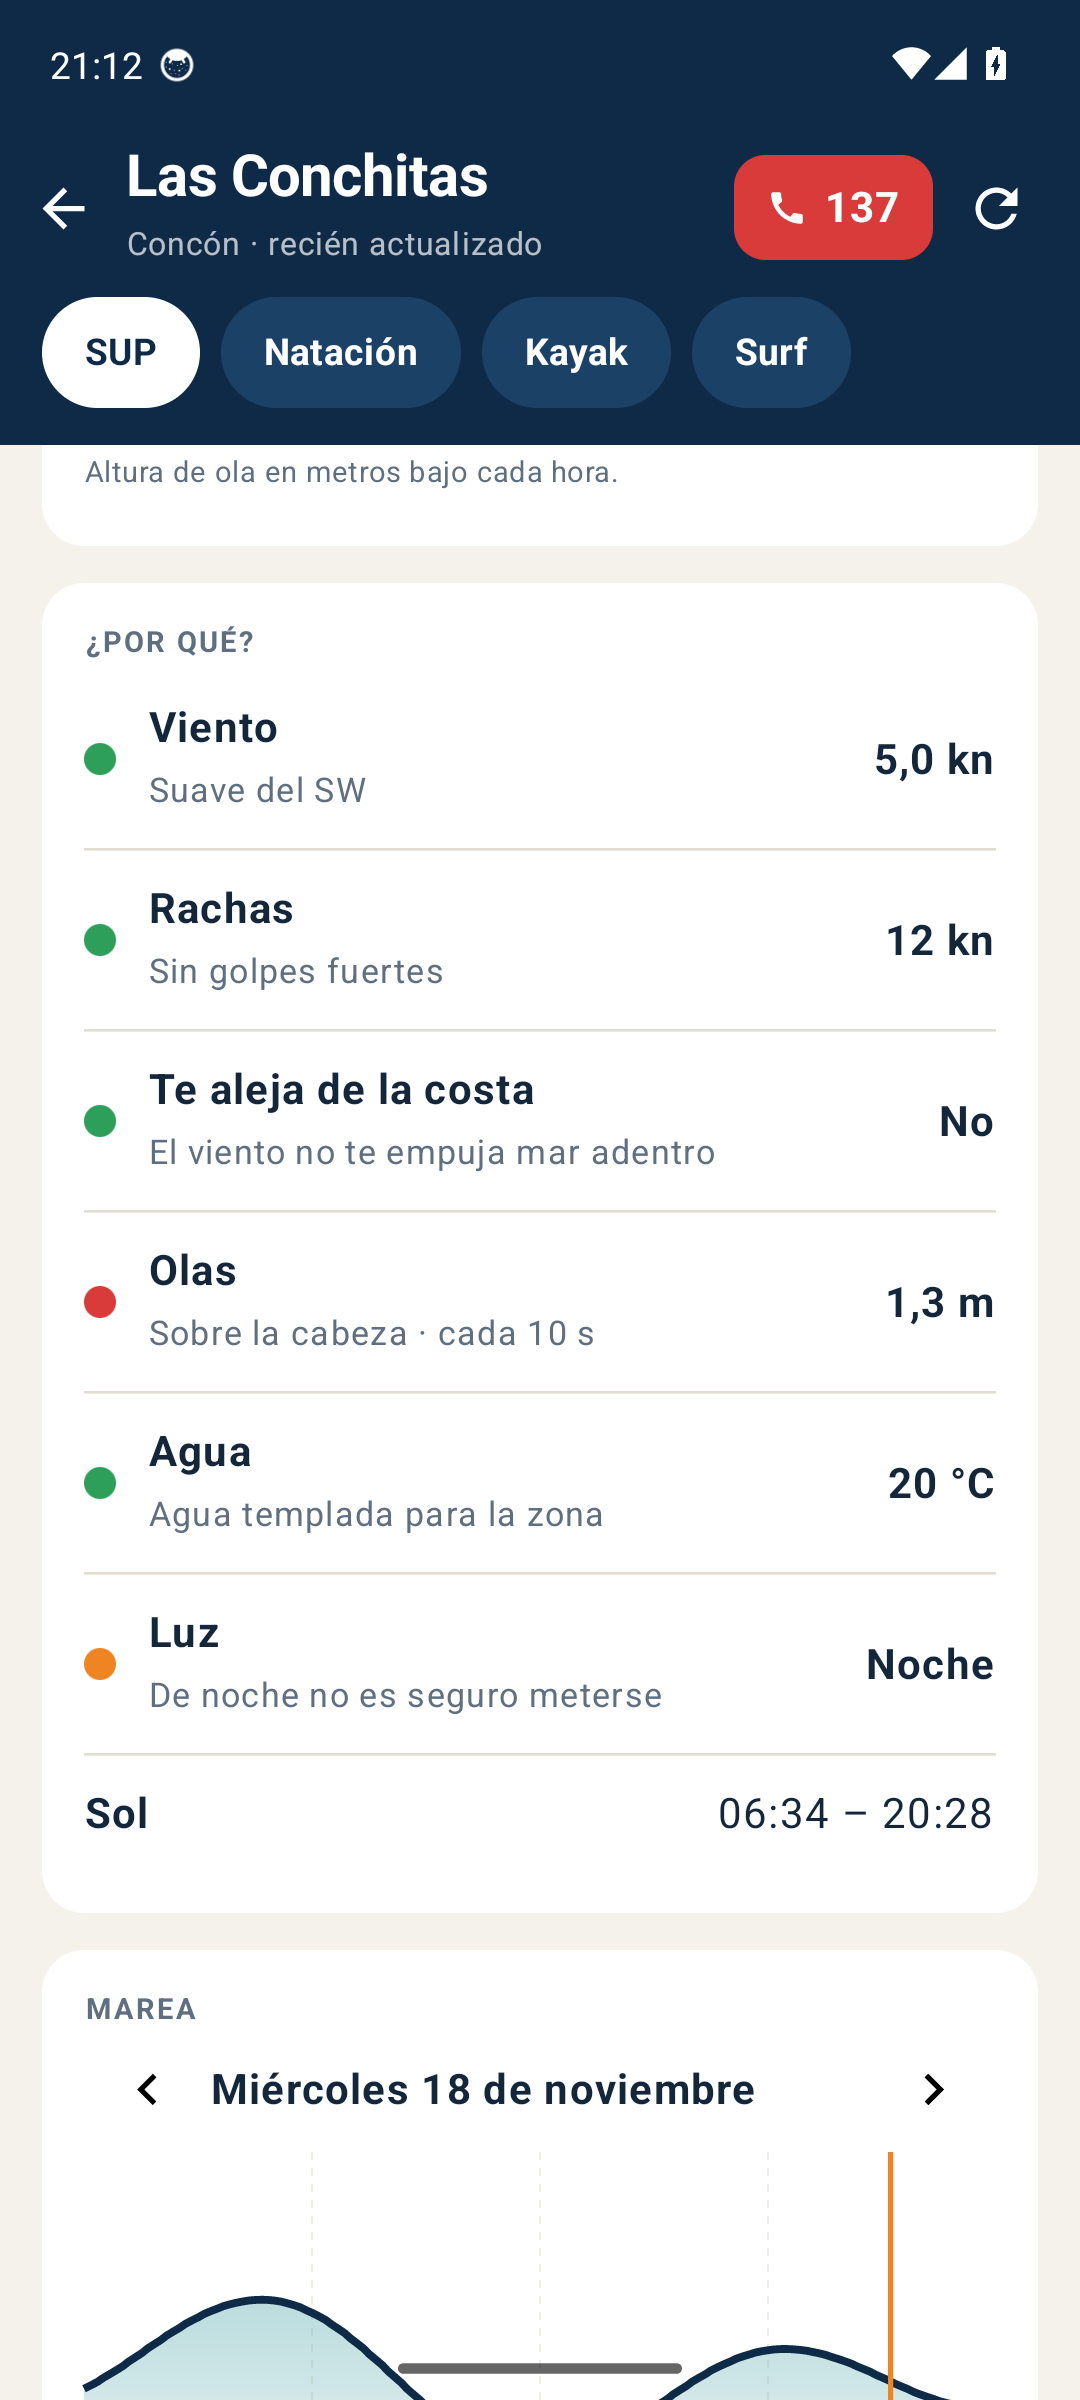 21:12
Las Conchitas
Concón · recién actualizado
137
SUP
Natación
Kayak
Surf
Altura de ola en metros bajo cada hora.
¿POR QUÉ?
Viento
Suave del SW
5,0 kn
Rachas
Sin golpes fuertes
12 kn
Te aleja de la costa
El viento no te empuja mar adentro
No
Olas
Sobre la cabeza · cada 10 s
1,3 m
Agua
Agua templada para la zona
20 °C
Luz
De noche no es seguro meterse
Noche
Sol
06:34 – 20:28
MAREA
Miércoles 18 de noviembre